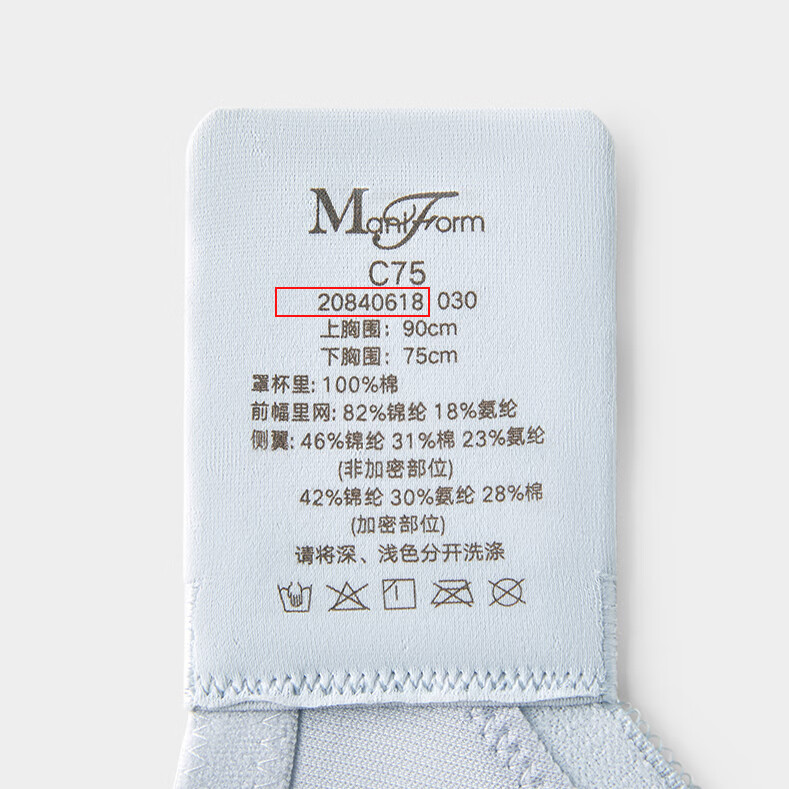 ManiForm
C75
20840618 030
上胸围：90cm
下胸围：75cm
罩杯里: 100%棉
前幅里网: 82%锦纶 18%氨纶
侧翼: 46%锦纶 31%棉 23%氨纶
(非加密部位)
42%锦纶 30%氨纶 28%棉
(加密部位)
请将深、浅色分开洗涤